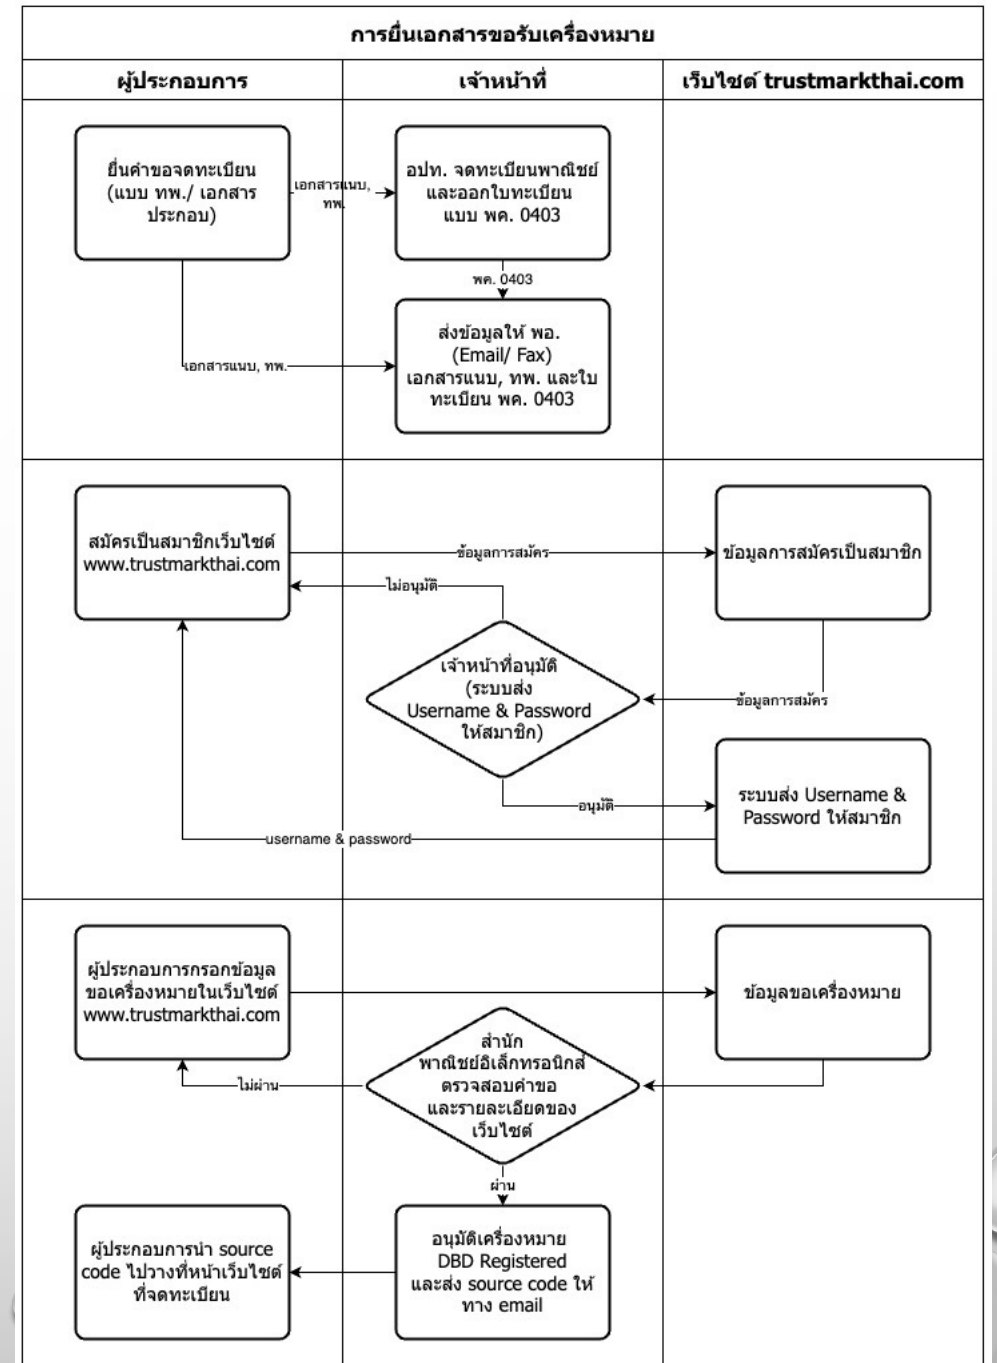 การยื่นเอกสารขอรับเครื่องหมาย
ผู้ประกอบการ
เจ้าหน้าที่
เว็บไซต์ trustmarkthai.com
ยื่นคำขอจดทะเบียน
(แบบ ทพ./ เอกสาร
ประกอบ)
เอกสารแนบ,
ทพ.
อปท. จดทะเบียนพาณิชย์
และออกใบทะเบียน
แบบ พค. 0403
พค. 0403
เอกสารแนบ, ทพ.
ส่งข้อมูลให้ พอ.
(Email/ Fax)
เอกสารแนบ, ทพ. และใบ
ทะเบียน พค. 0403
สมัครเป็นสมาชิกเว็บไซต์
www.trustmarkthai.com
ข้อมูลการสมัคร
ข้อมูลการสมัครเป็นสมาชิก
ไม่อนุมัติ
เจ้าหน้าที่อนุมัติ
(ระบบส่ง
Username & Password
ให้สมาชิก)
ข้อมูลการสมัคร
อนุมัติ
ระบบส่ง Username &
Password ให้สมาชิก
username & password
ผู้ประกอบการกรอกข้อมูล
ขอเครื่องหมายในเว็บไซต์
www.trustmarkthai.com
ข้อมูลขอเครื่องหมาย
สำนัก
พาณิชย์อิเล็กทรอนิกส์
ตรวจสอบคำขอ
และรายละเอียดของ
เว็บไซต์
ไม่ผ่าน
ผ่าน
ผู้ประกอบการนำ source
code ไปวางที่หน้าเว็บไซต์
ที่จดทะเบียน
อนุมัติเครื่องหมาย
DBD Registered
และส่ง source code ให้
ทาง email